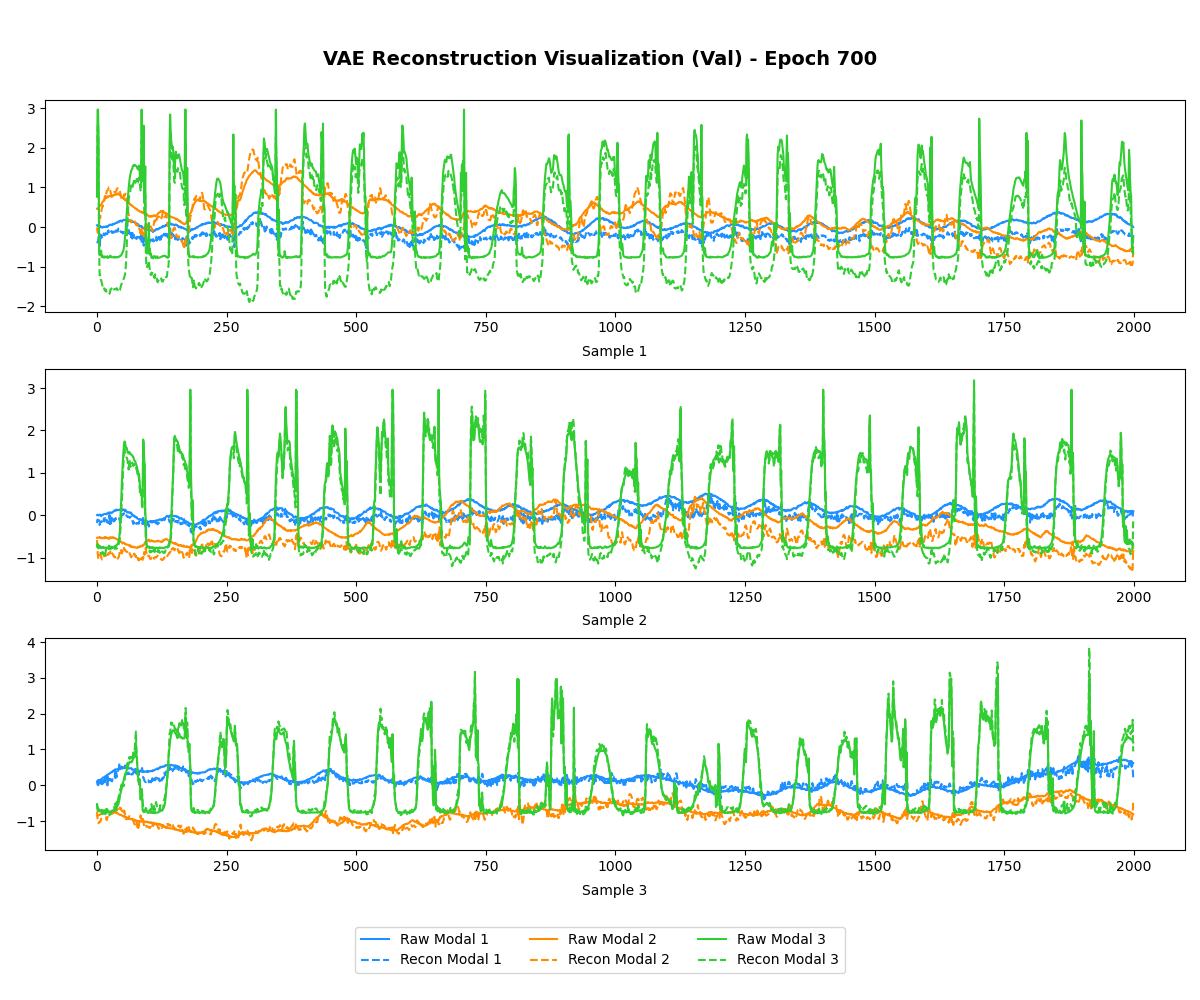 VAE Reconstruction Visualization (Val) - Epoch 700
3
2
1
0
−1
−2
0 250 500 750 1000 1250 1500 1750 2000
Sample 1
3
2
1
0
−1
0 250 500 750 1000 1250 1500 1750 2000
Sample 2
4
3
2
1
0
−1
0 250 500 750 1000 1250 1500 1750 2000
Sample 3
Raw Modal 1 Raw Modal 2 Raw Modal 3
Recon Modal 1 Recon Modal 2 Recon Modal 3